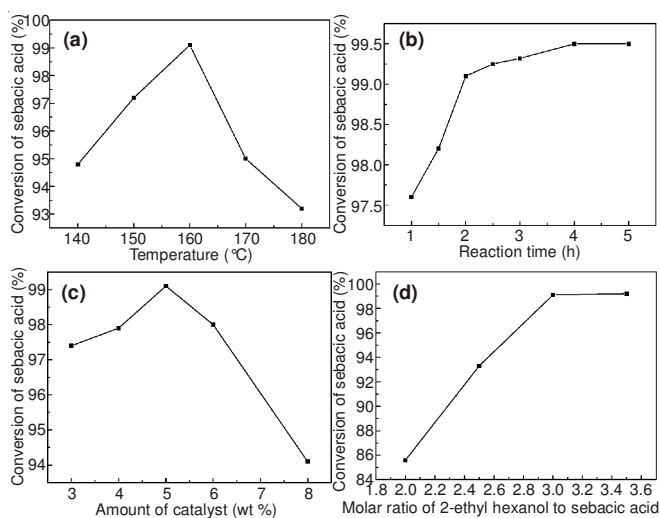 (a)
Conversion of sebacic acid (%)
100
99
98
97
96
95
94
93
140 150 160 170 180
Temperature (°C)
(b)
Conversion of sebacic acid (%)
99.5
99.0
98.5
98.0
97.5
1 2 3 4 5
Reaction time (h)
(c)
Conversion of sebacic acid (%)
99
98
97
96
95
94
3 4 5 6 7 8
Amount of catalyst (wt %)
(d)
Conversion of sebacic acid (%)
100
98
96
94
92
90
88
86
84
1.8 2.0 2.2 2.4 2.6 2.8 3.0 3.2 3.4 3.6
Molar ratio of 2-ethyl hexanol to sebacic acid